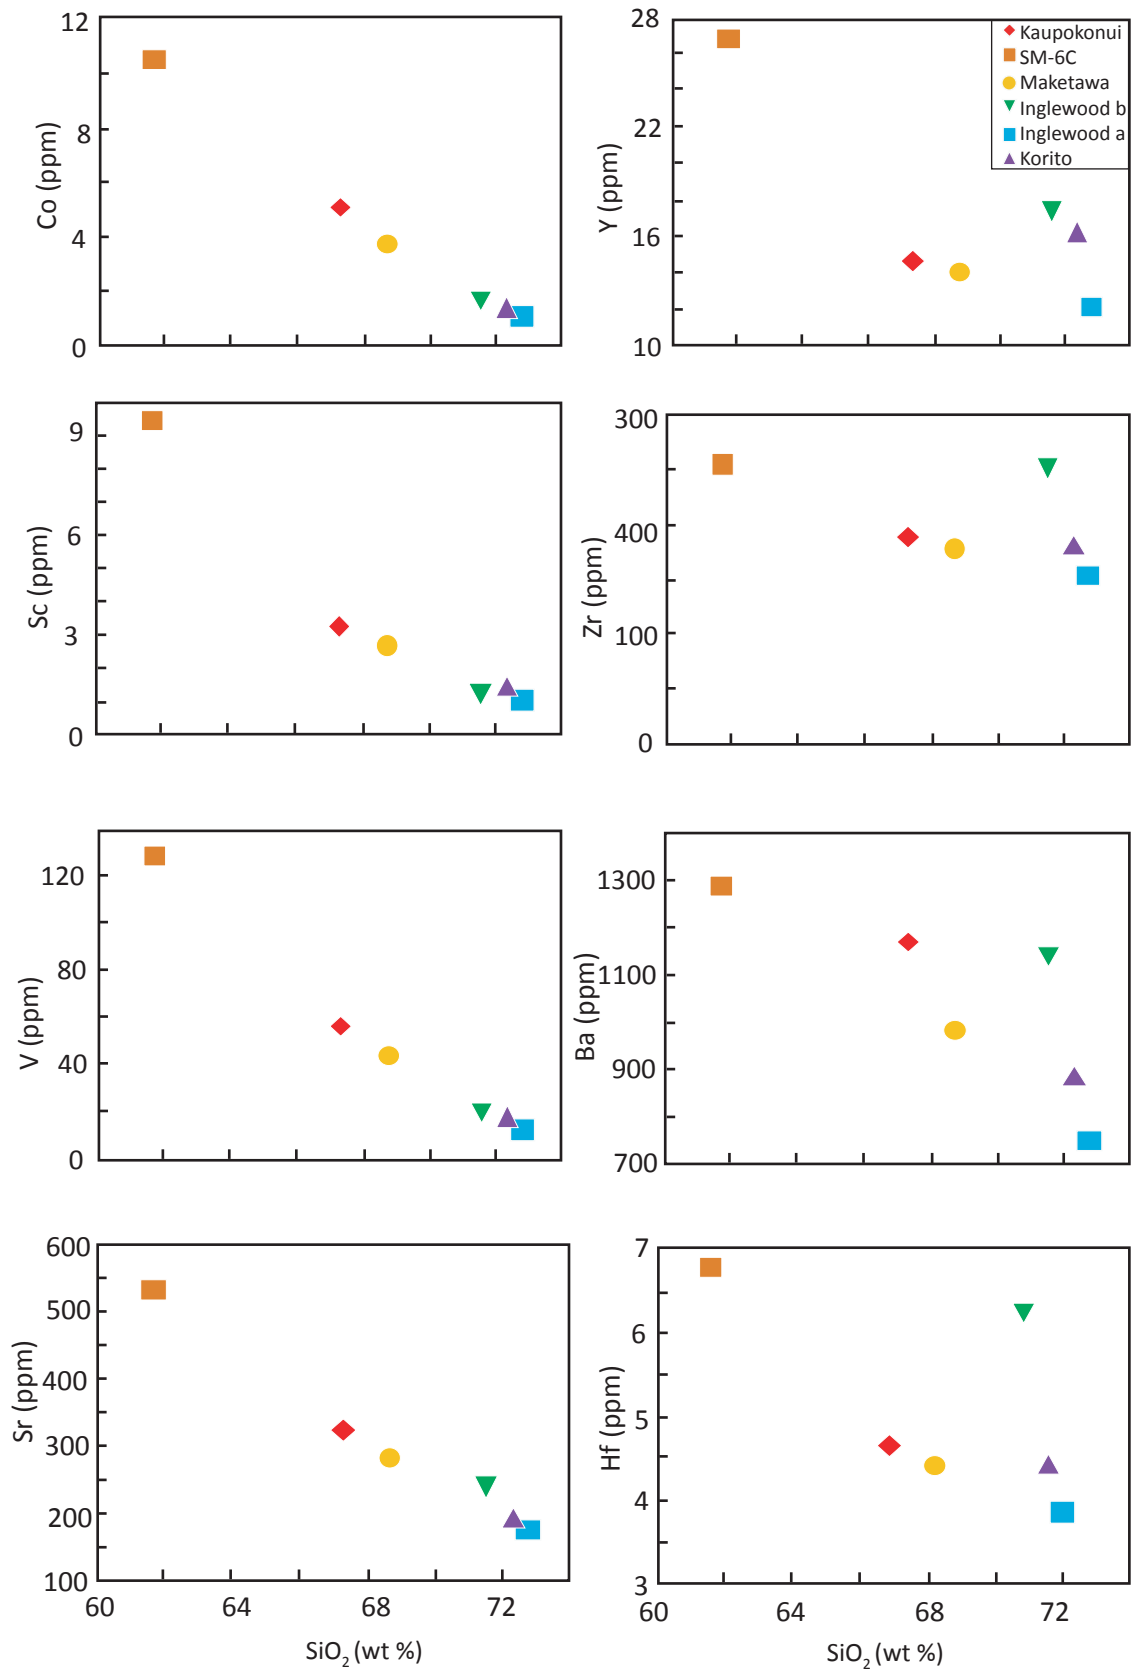 12
8
4
0
Co (ppm)
28
22
16
10
Y (ppm)
Kaupokonui
SM-6C
Maketawa
Inglewood b
Inglewood a
Korito
9
6
3
0
Sc (ppm)
300
400
100
0
Zr (ppm)
120
80
40
0
V (ppm)
1300
1100
900
700
Ba (ppm)
600
500
400
300
200
100
Sr (ppm)
60 64 68 72
SiO2 (wt %)
7
6
5
4
3
Hf (ppm)
60 64 68 72
SiO2 (wt %)